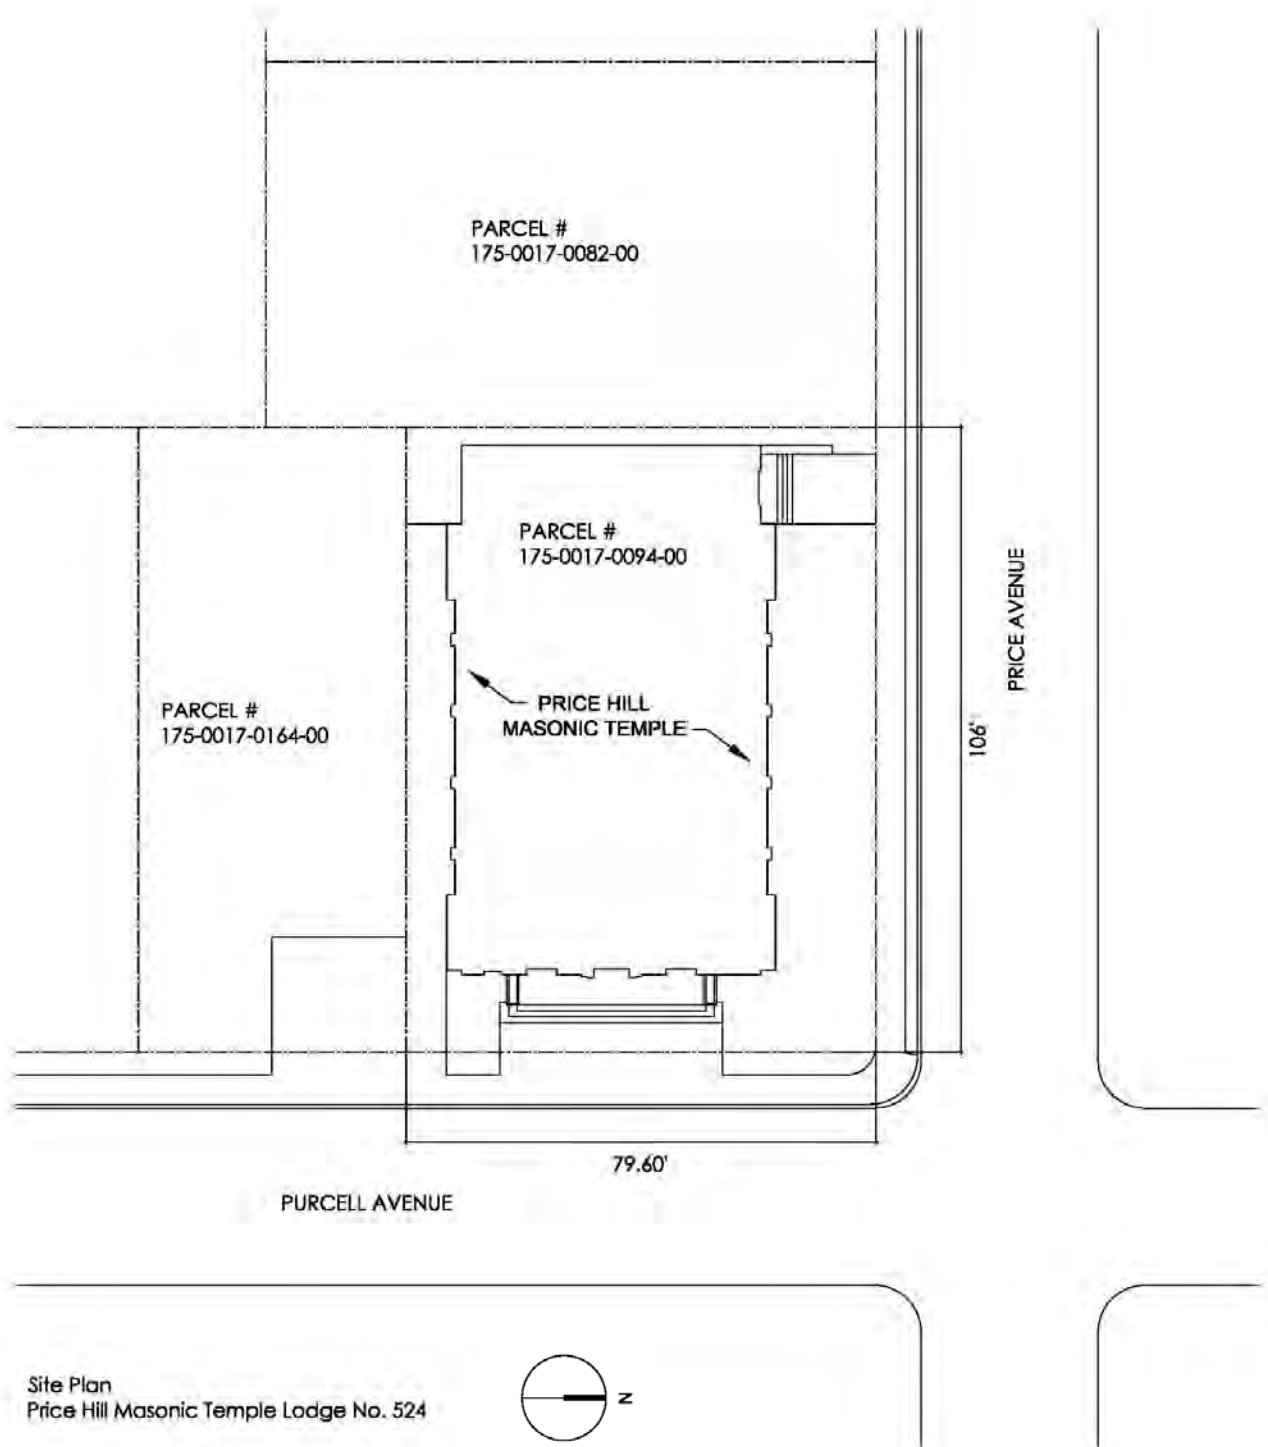 PARCEL #
175-0017-0082-00
PARCEL #
175-0017-0094-00
PRICE AVENUE
PARCEL #
175-0017-0164-00
PRICE HILL
MASONIC TEMPLE
106'
79.60'
PURCELL AVENUE
Site Plan
Price Hill Masonic Temple Lodge No. 524
N